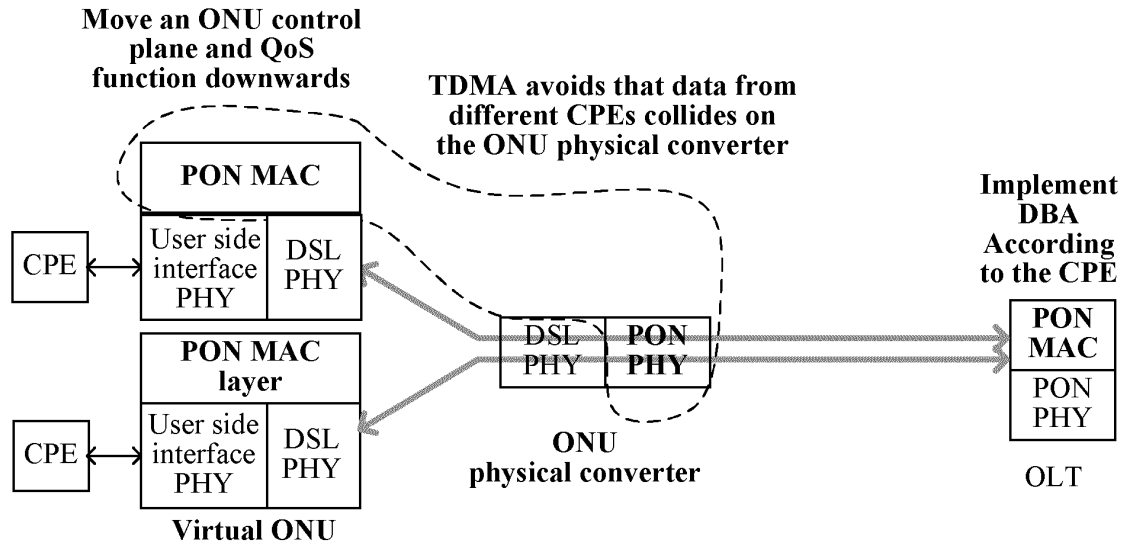 Move an ONU control
plane and QoS
function downwards
TDMA avoids that data from
different CPEs collides on
the ONU physical converter
PON MAC
Implement
DBA
According
to the CPE
CPE
User side
interface
PHY
DSL
PHY
DSL
PHY
PON
PHY
PON
MAC
PON
PHY
PON MAC
layer
CPE
User side
interface
PHY
DSL
PHY
ONU
physical converter
OLT
Virtual ONU